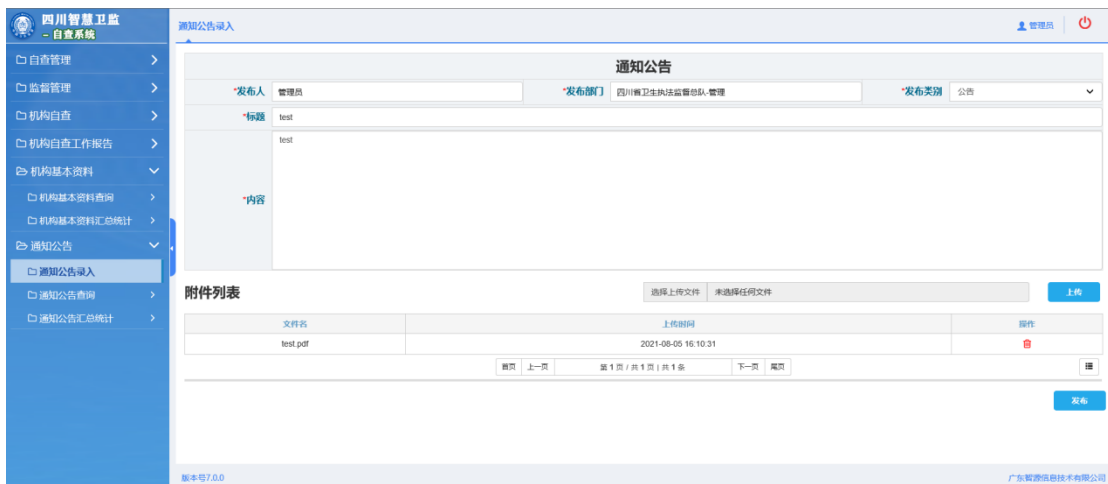 四川智慧卫监
- 自查系统
通知公告录入
管理员
自查管理
监督管理
机构自查
机构自查工作报告
机构基本资料
机构基本资料查询
机构基本资料汇总统计
通知公告
通知公告录入
通知公告查询
通知公告汇总统计
通知公告
*发布人 管理员 *发布部门 四川省卫生执法监督总队-管理 *发布类别 公告
*标题 test
*内容 test
附件列表 选择上传文件 未选择任何文件 上传
文件名 上传时间 操作
test.pdf 2021-08-05 16:10:31
首页 上一页 第 1 页 / 共 1 页 | 共 1 条 下一页 尾页
发布
版本号7.0.0 广东智源信息技术有限公司